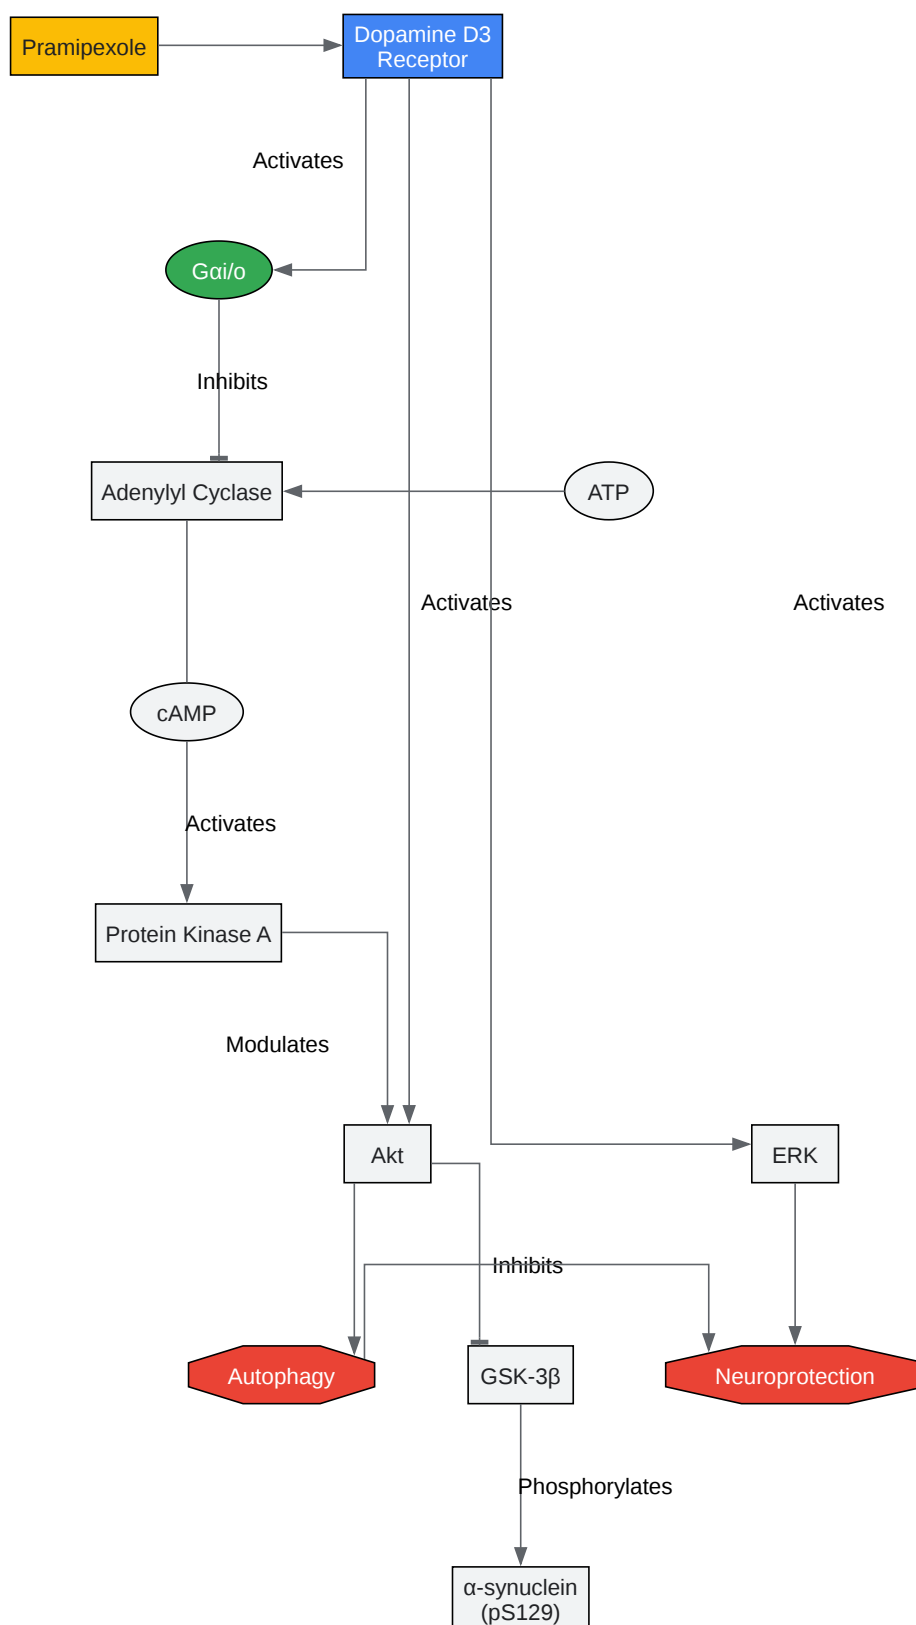 Pramipexole
Dopamine D3
Receptor
Activates
Gαi/o
Inhibits
Adenylyl Cyclase
ATP
Activates
Activates
cAMP
Activates
Protein Kinase A
Modulates
Akt
ERK
Inhibits
Autophagy
GSK-3β
Neuroprotection
Phosphorylates
α-synuclein
(pS129)